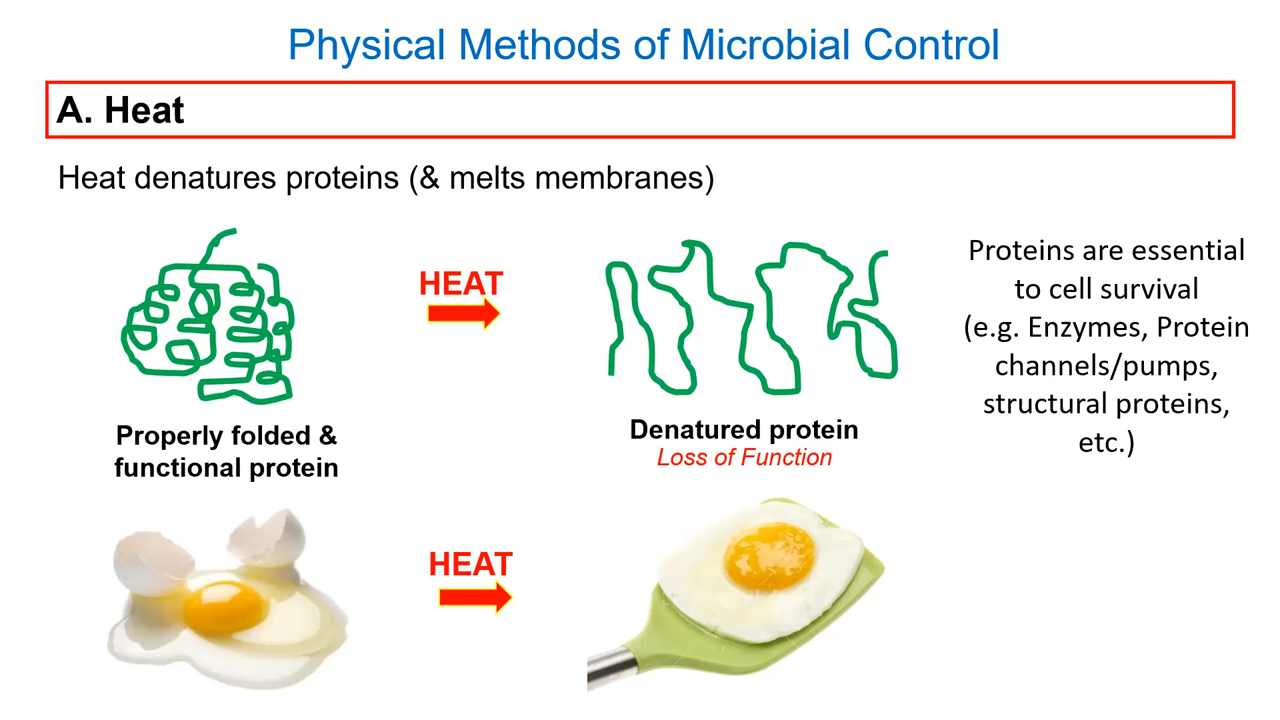 Physical Methods of Microbial Control
A. Heat
Heat denatures proteins (& melts membranes)
HEAT
Properly folded &
functional protein
Denatured protein
Loss of Function
Proteins are essential
to cell survival
(e.g. Enzymes, Protein
channels/pumps,
structural proteins,
etc.)
HEAT